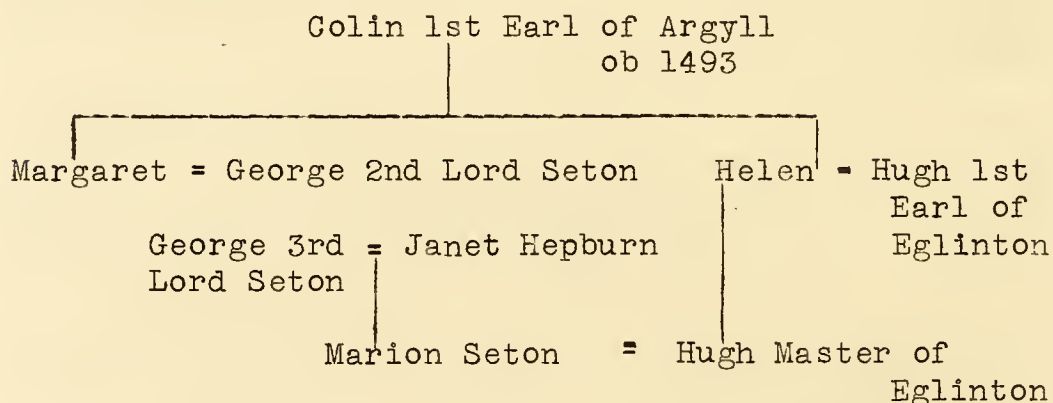 Colin 1st Earl of Argyll
ob 1493
Margaret = George 2nd Lord Seton Helen = Hugh 1st
Earl of
Eglinton
George 3rd = Janet Hepburn
Lord Seton
Marion Seton = Hugh Master of
Eglinton